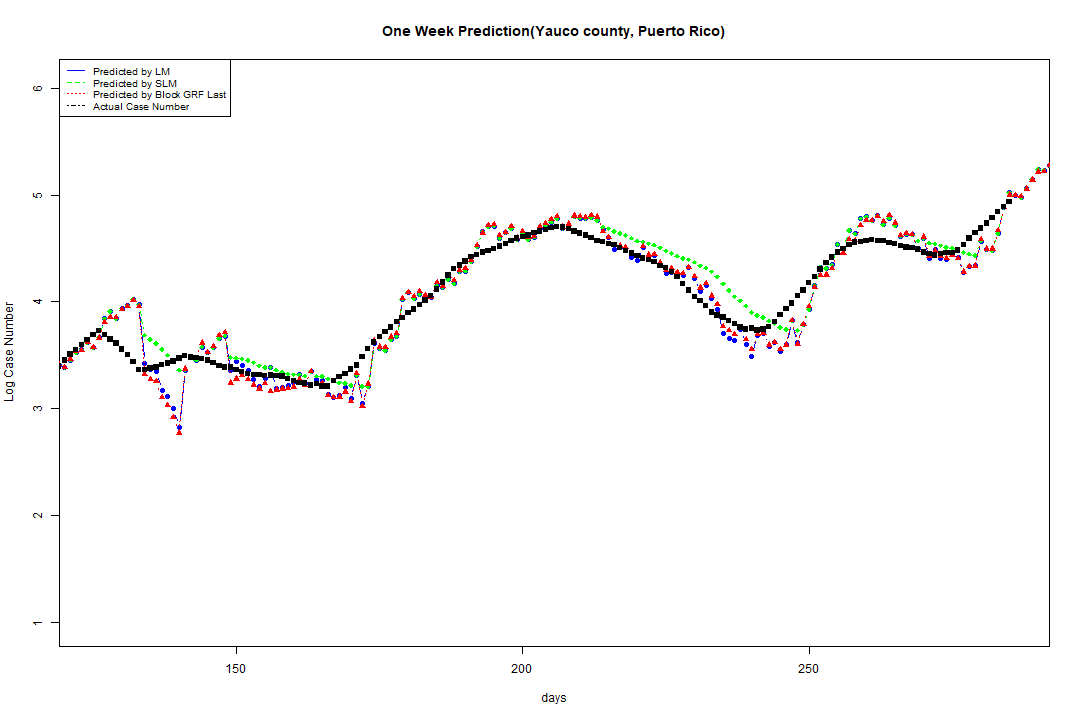 One Week Prediction(Yauco county, Puerto Rico)
Predicted by LM
Predicted by SLM
Predicted by Block GRF Last
Actual Case Number
6
5
4
3
2
1
Log Case Number
150
200
250
days